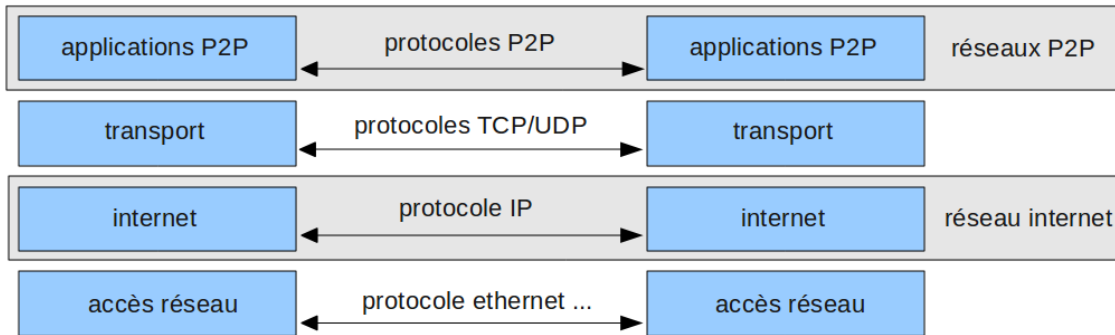 applications P2P protocoles P2P applications P2P réseaux P2P
transport protocoles TCP/UDP transport
internet protocole IP internet réseau internet
accès réseau protocole ethernet ... accès réseau